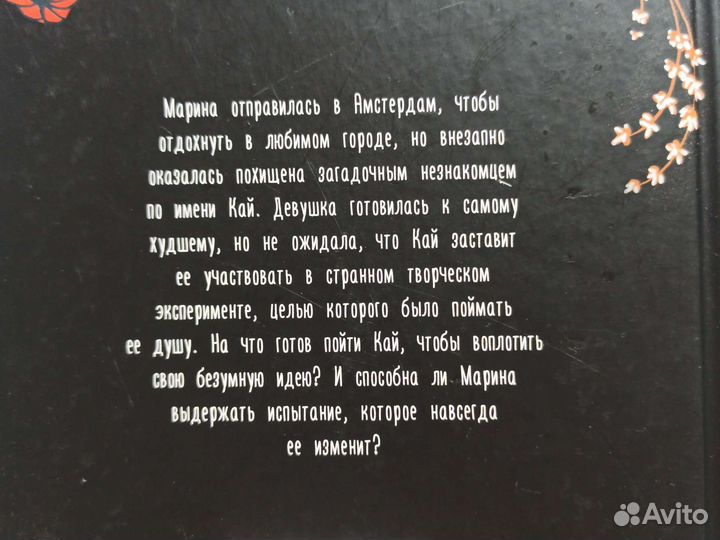 Марина отправилась в Амстердам, чтобы
отдохнуть в любимом городе, но внезапно
оказалась похищена загадочным незнакомцем
по имени Кай. Девушка готовилась к самому
худшему, но не ожидала, что Кай заставит
ее участвовать в странном творческом
эксперименте, целью которого было поймать
ее душу. На что готов пойти Кай, чтобы воплотить
свою безумную идею? И способна ли Марина
выдержать испытание, которое навсегда
ее изменит?
Avito